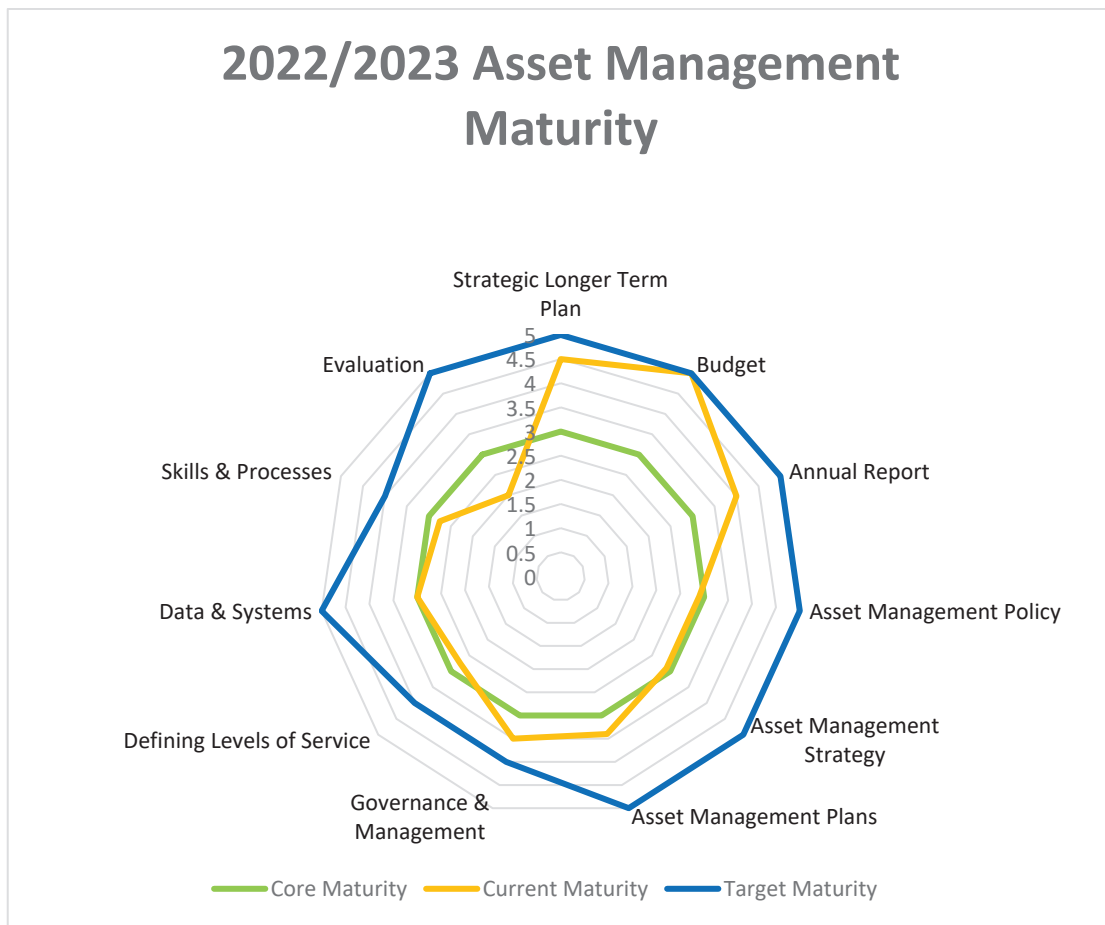 2022/2023 Asset Management
Maturity
Strategic Longer Term
Plan
Evaluation
Budget
5
4.5
4
3.5
3
2.5
2
1.5
1
0.5
0
Skills & Processes
Annual Report
Data & Systems
Asset Management Policy
Defining Levels of Service
Asset Management
Strategy
Governance &
Management
Asset Management Plans
Core Maturity
Current Maturity
Target Maturity